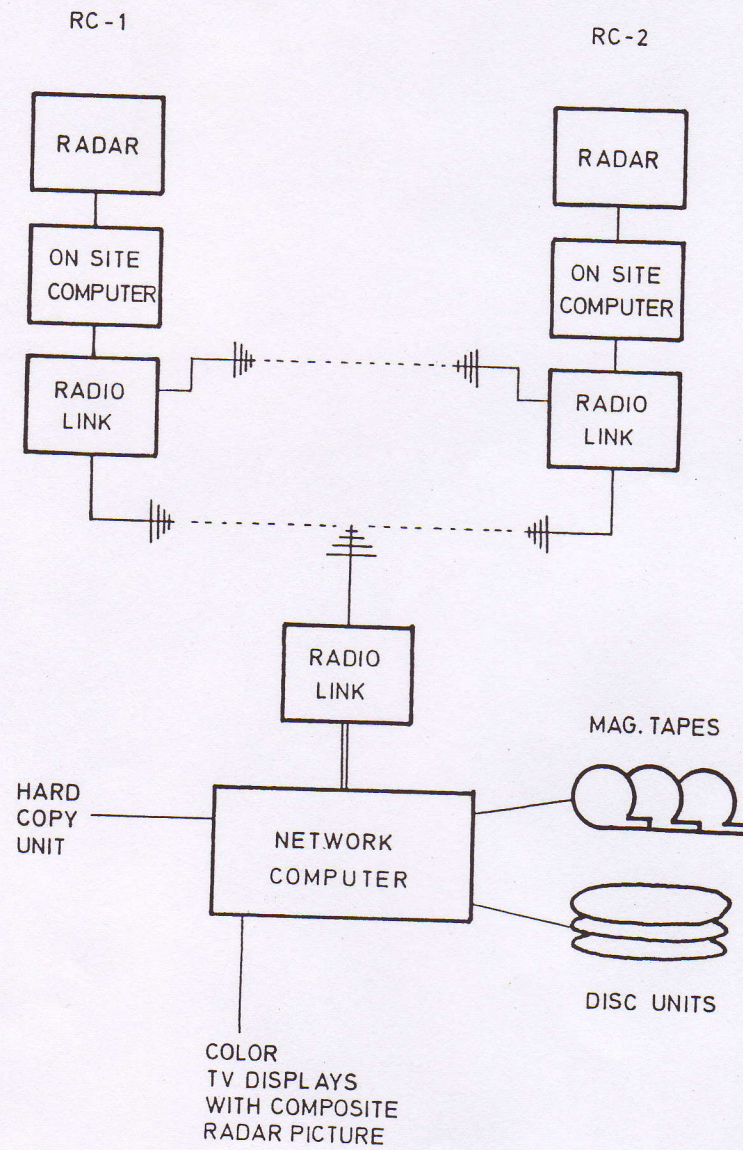 RC-1
RC-2
RADAR
RADAR
ON SITE
COMPUTER
ON SITE
COMPUTER
RADIO
LINK
RADIO
LINK
RADIO
LINK
MAG. TAPES
HARD
COPY
UNIT
NETWORK
COMPUTER
DISC UNITS
COLOR
TV DISPLAYS
WITH COMPOSITE
RADAR PICTURE